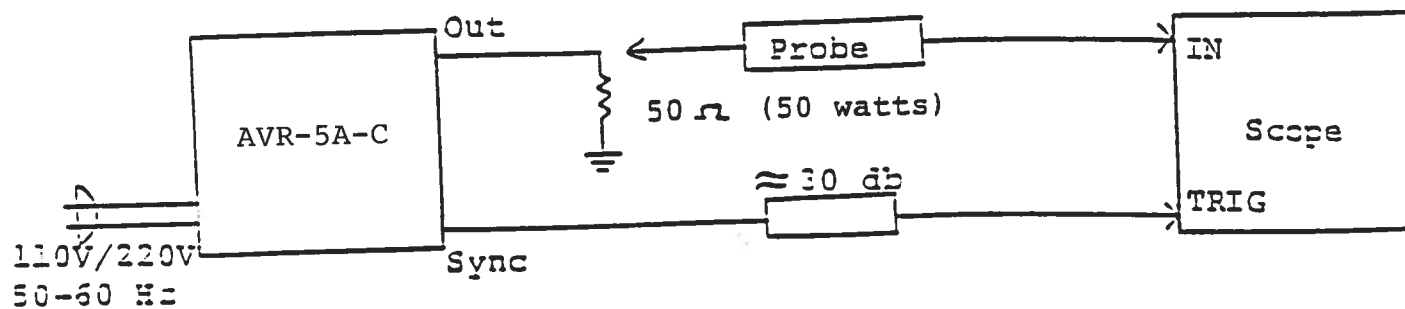 Out
Probe
IN
50 Ω (50 watts)
AVR-5A-C
Scope
≈ 30 db
TRIG
110V/220V
Sync
50-60 Hz